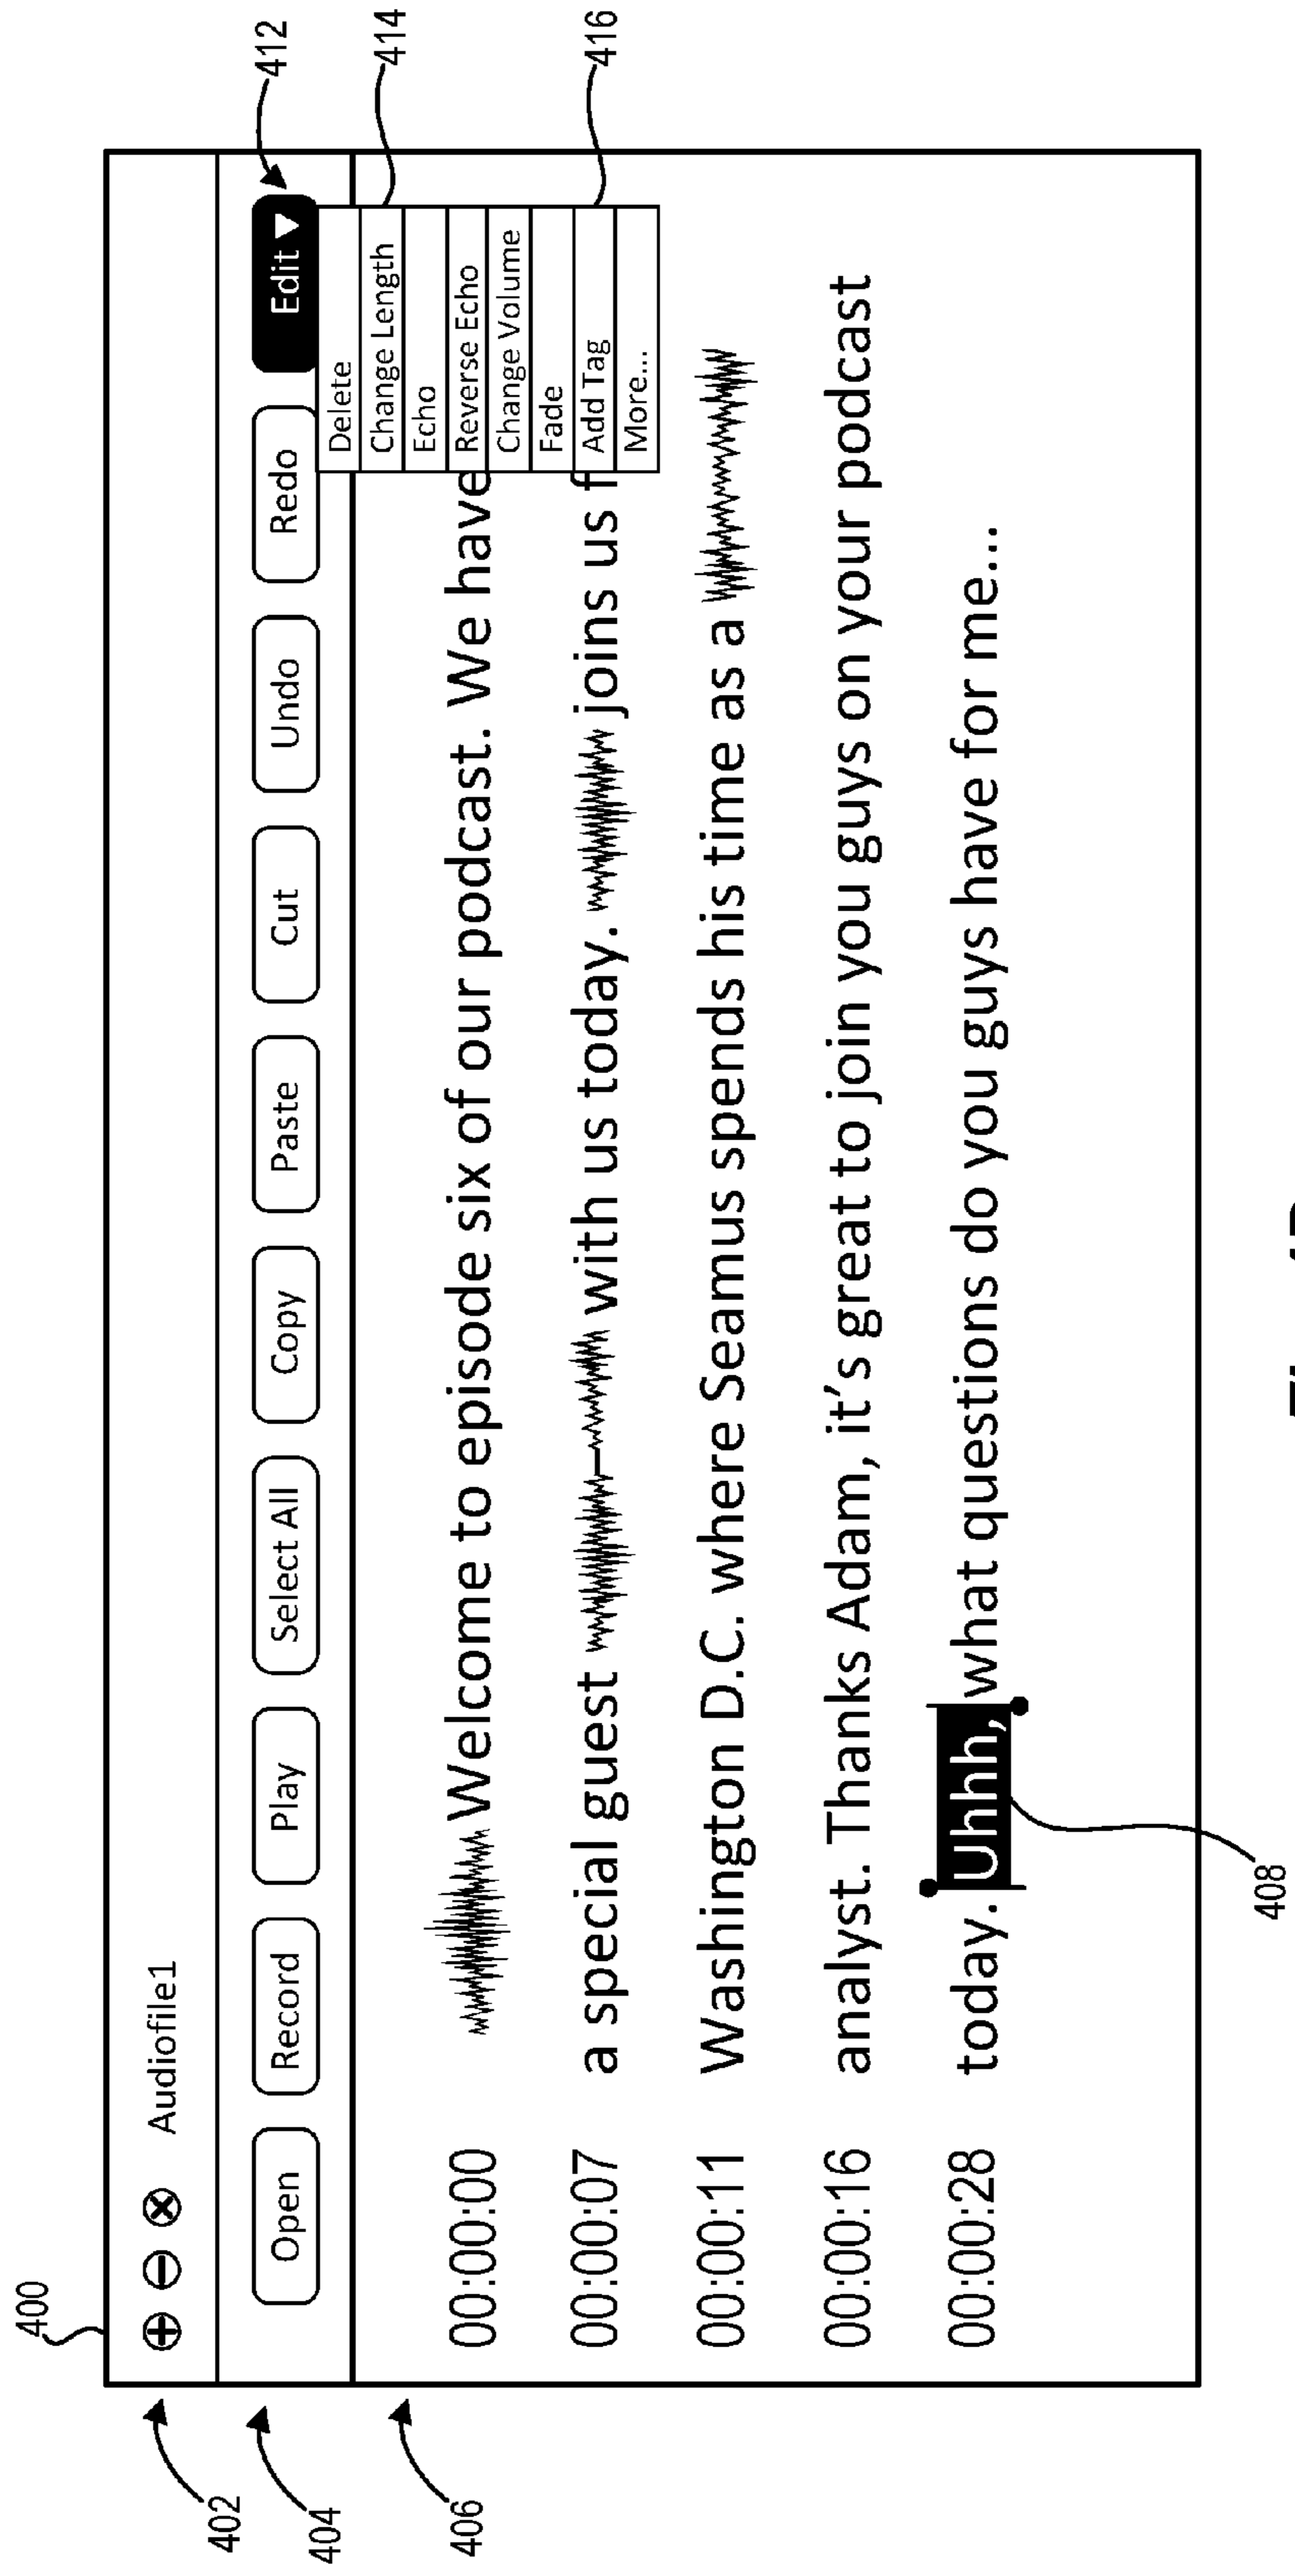 400
402
Audiofile1
404
Open Record Play Select All Copy Paste Cut Undo Redo Edit
412
406
Delete
Change Length
414
Echo
Reverse Echo
Change Volume
Fade
Add Tag
416
More...
00:00:00 Welcome to episode six of our podcast. We have
00:00:07 a special guest with us today. joins us f
00:00:11 Washington D.C. where Seamus spends his time as a
00:00:16 analyst. Thanks Adam, it's great to join you guys on your podcast
00:00:28 today. Uhhh, what questions do you guys have for me...
408